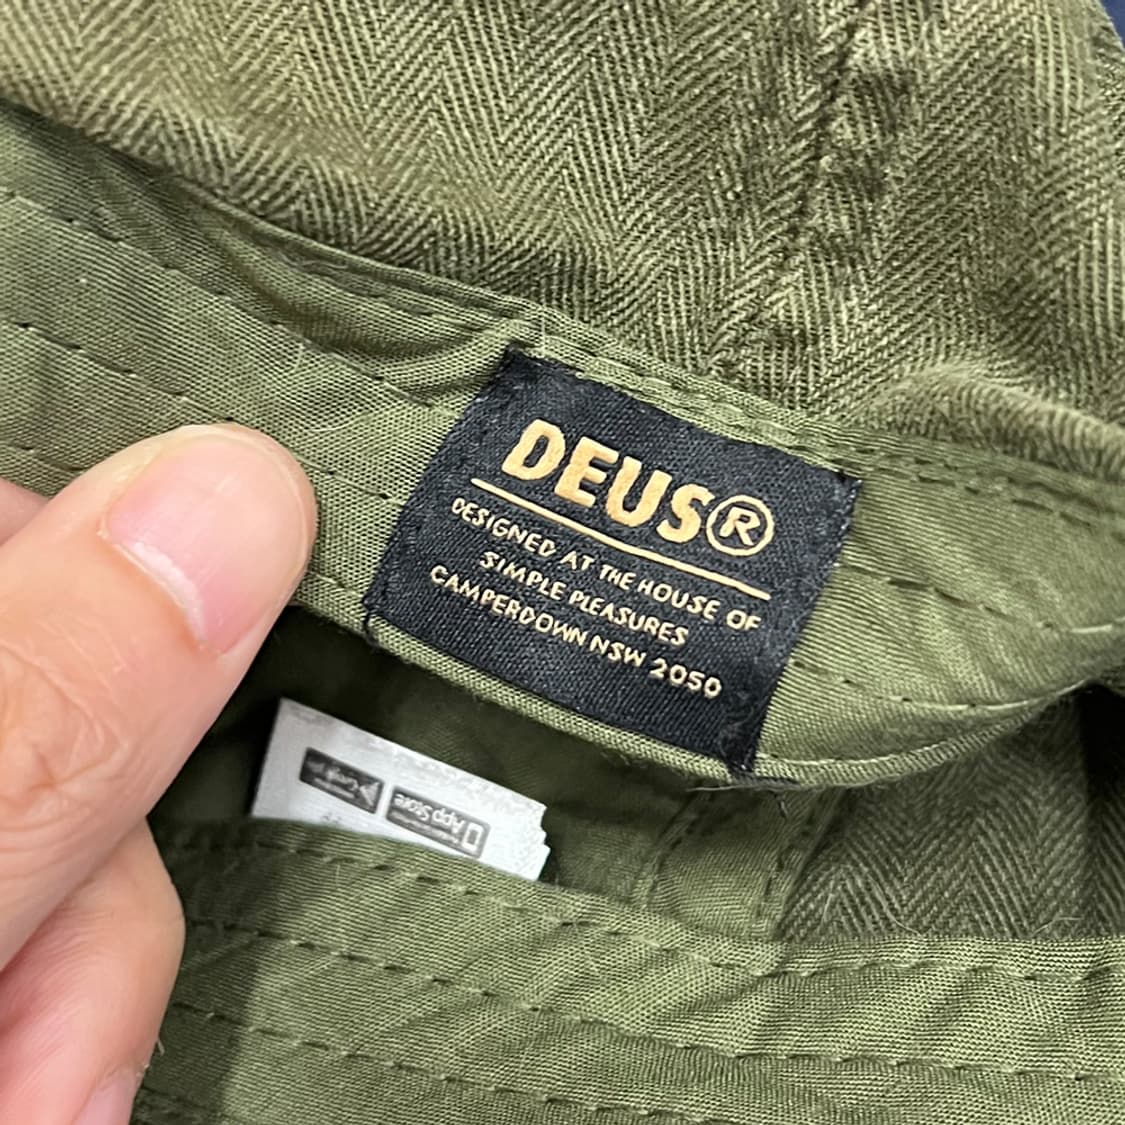 DEUS®
DESIGNED AT THE HOUSE OF
SIMPLE PLEASURES
CAMPERDOWN NSW 2050
App Store